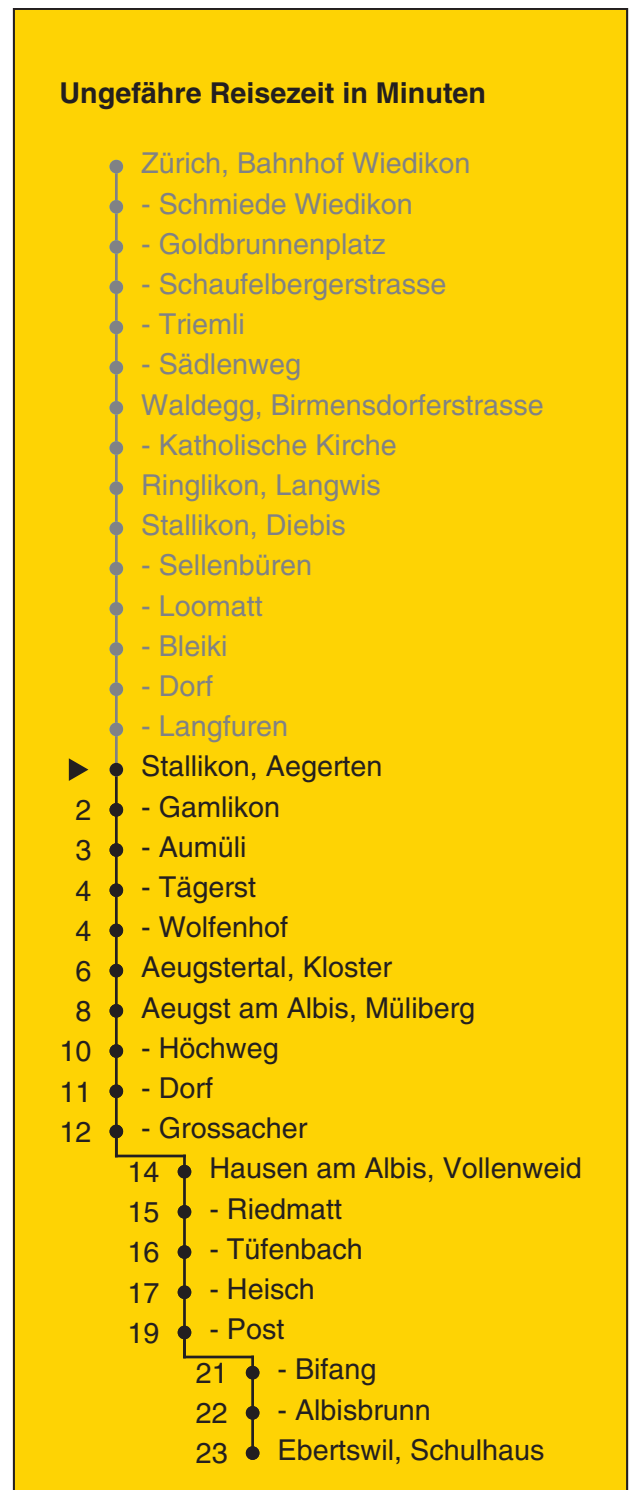 Ungefähre Reisezeit in Minuten
Zürich, Bahnhof Wiedikon
- Schmiede Wiedikon
- Goldbrunnenplatz
- Schaufelbergerstrasse
- Triemli
- Sädlenweg
Waldegg, Birmensdorferstrasse
- Katholische Kirche
Ringlikon, Langwis
Stallikon, Diebis
- Sellenbüren
- Loomatt
- Bleiki
- Dorf
- Langfuren
Stallikon, Aegerten
2 - Gamlikon
3 - Aumüli
4 - Tägerst
4 - Wolfenhof
6 Aeugstertal, Kloster
8 Aeugst am Albis, Müliberg
10 - Höchweg
11 - Dorf
12 - Grossacher
14 Hausen am Albis, Vollenweid
15 - Riedmatt
16 - Tüfenbach
17 - Heisch
19 - Post
21 - Bifang
22 - Albisbrunn
23 Ebertswil, Schulhaus